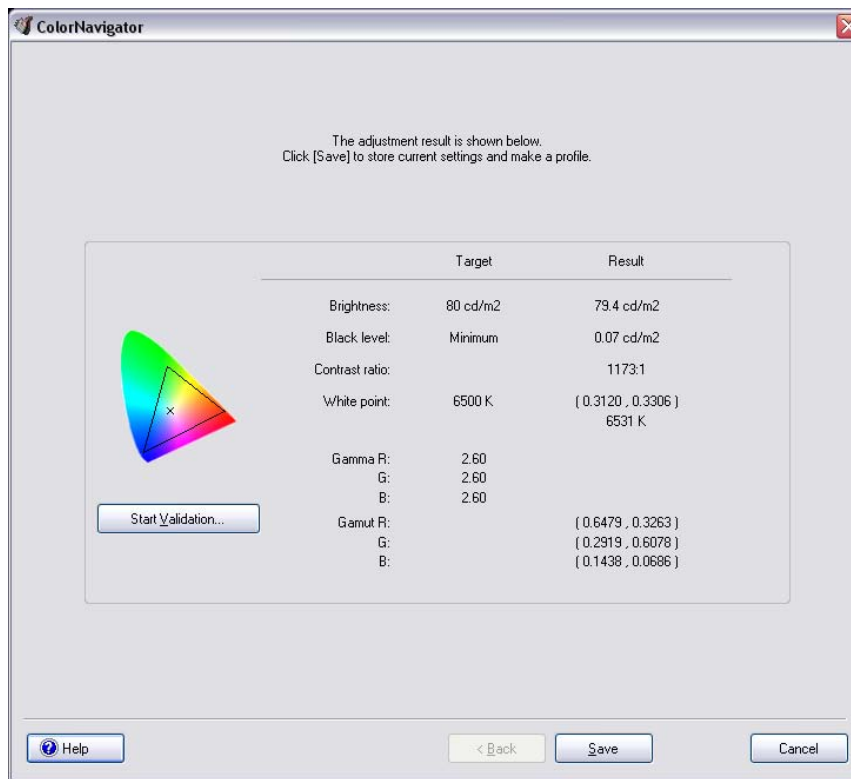 ColorNavigator
The adjustment result is shown below.
Click [Save] to store current settings and make a profile.
Target Result
Brightness: 80 cd/m2 79.4 cd/m2
Black level: Minimum 0.07 cd/m2
Contrast ratio: 1173:1
White point: 6500 K ( 0.3120 , 0.3306 )
6531 K
Gamma R: 2.60
G: 2.60
B: 2.60
Start Validation...
Gamut R: ( 0.6479 , 0.3263 )
G: ( 0.2919 , 0.6078 )
B: ( 0.1438 , 0.0686 )
Help < Back Save Cancel